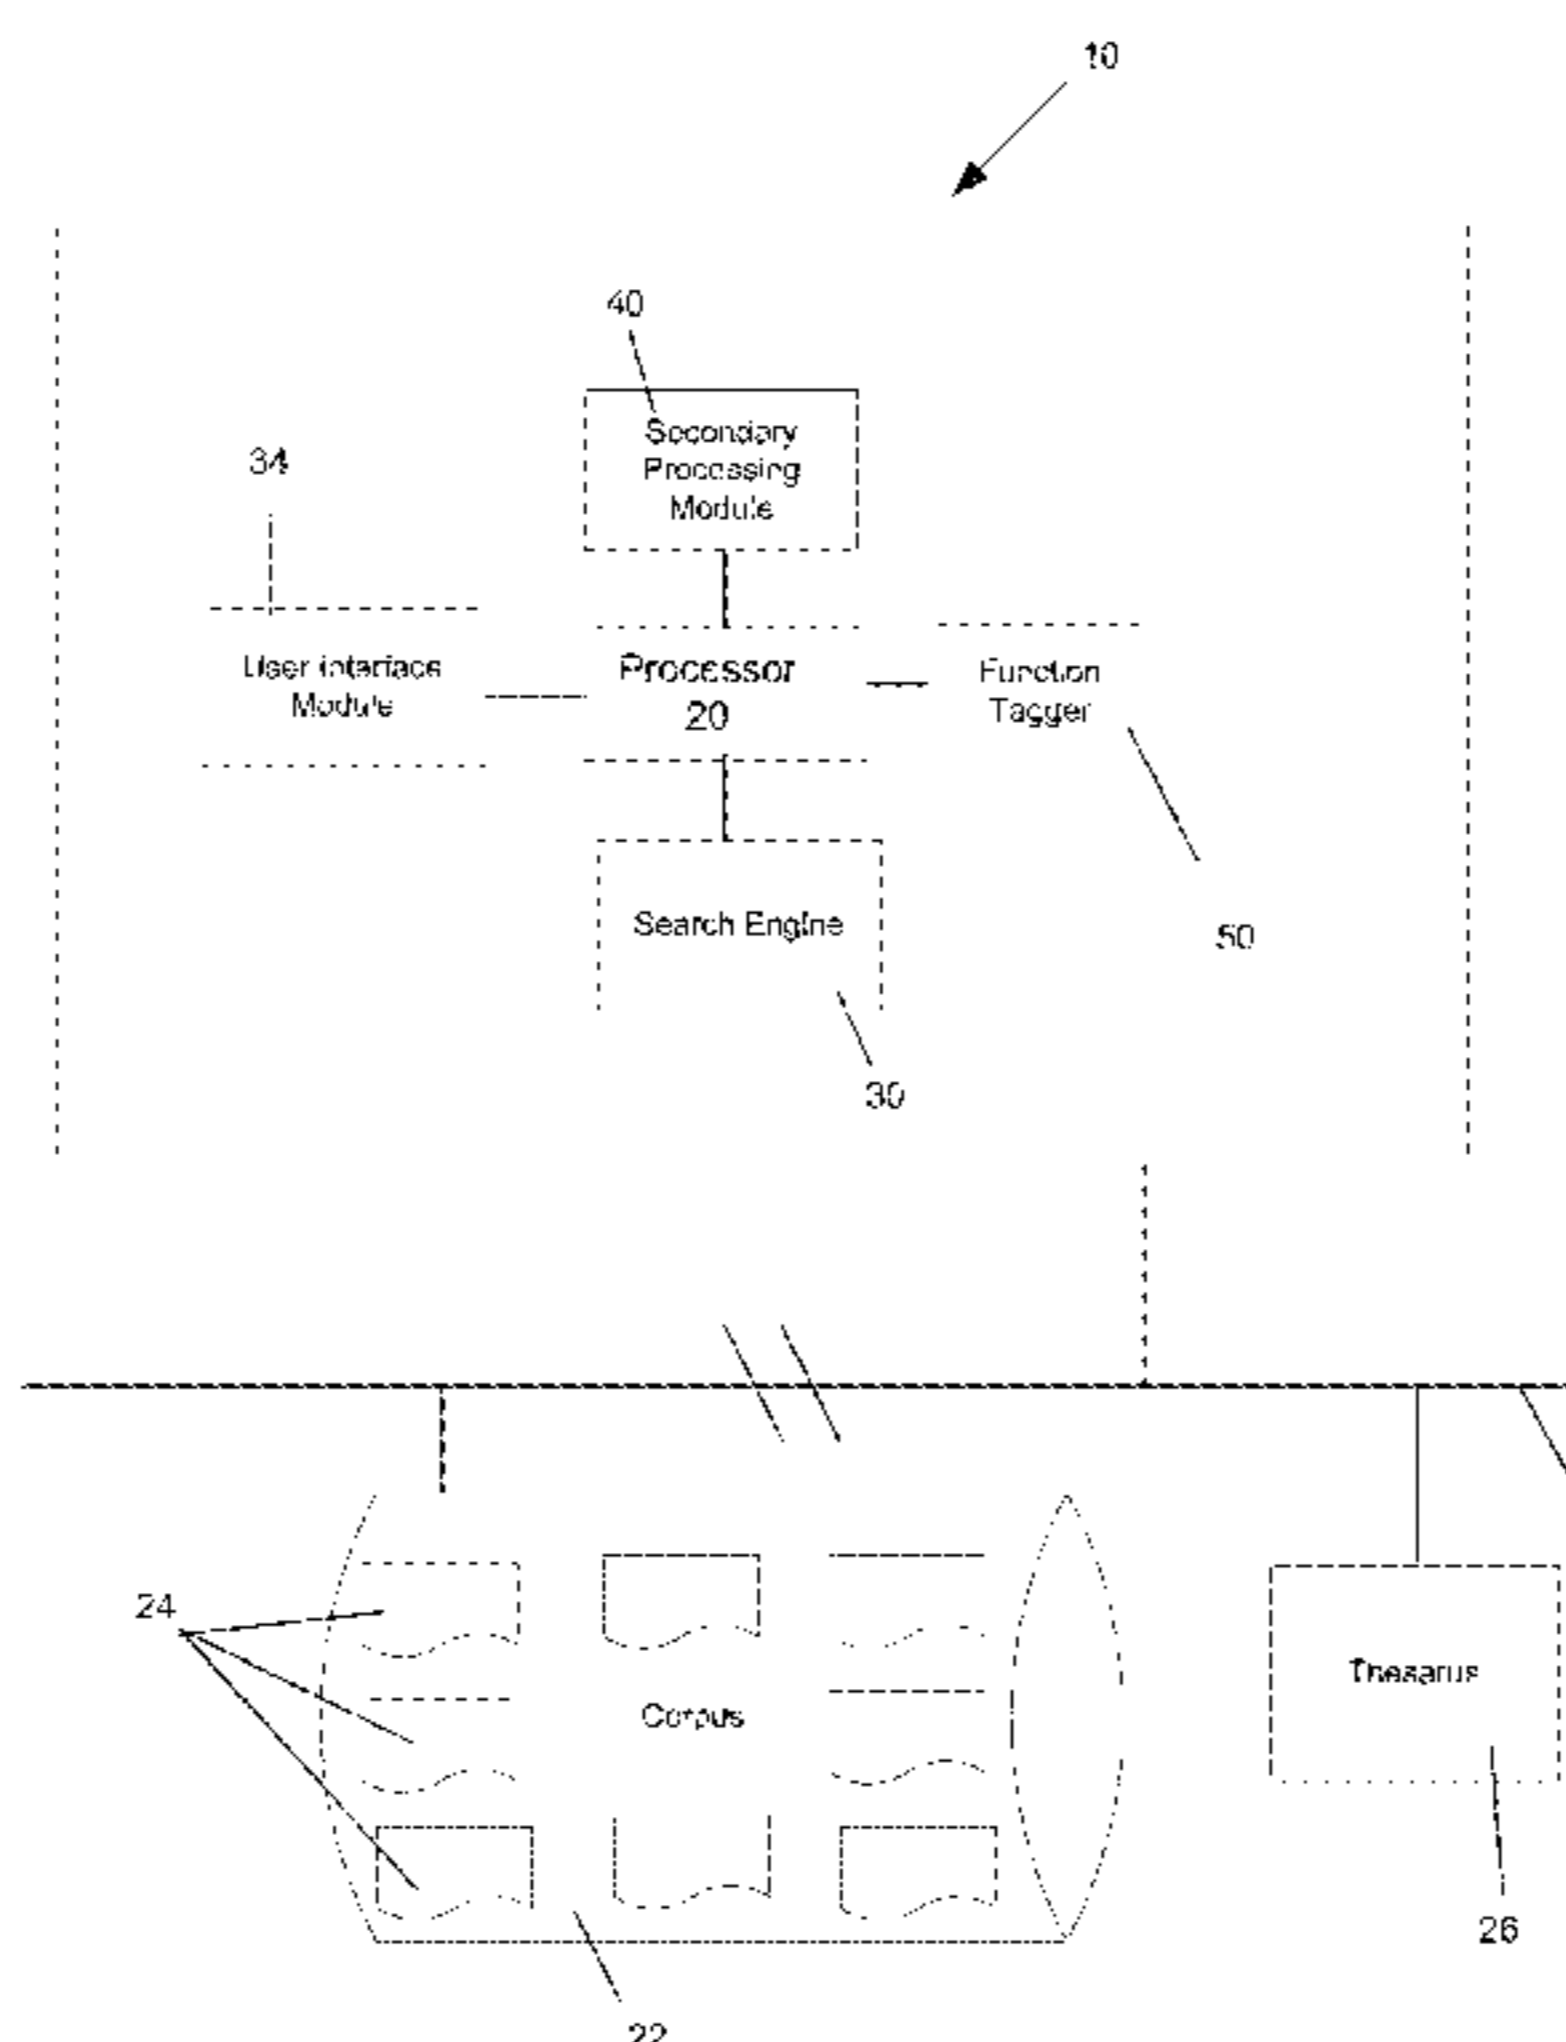 10
40
Secondary
Processing
Module
34
User interface
Module
Processor
20
Function
Tagger
Search Engine
50
30
24
Corpus
Thesarus
26
22